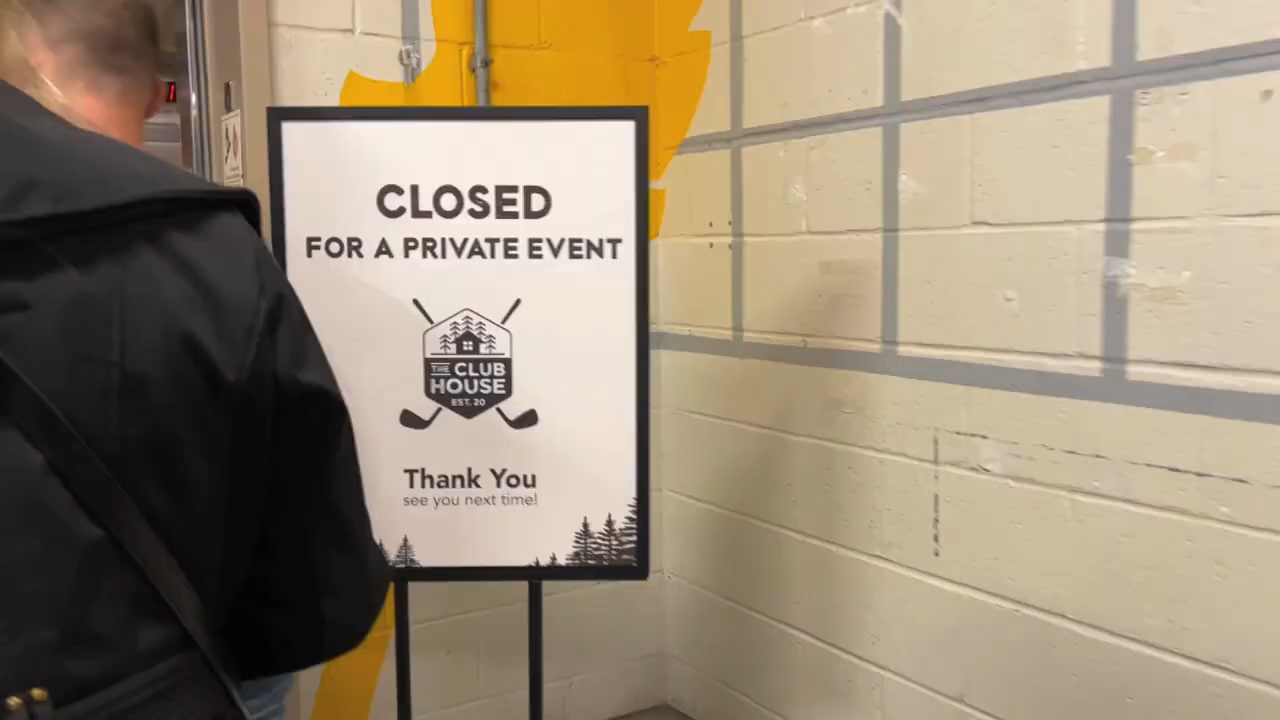 CLOSED
FOR A PRIVATE EVENT
THE CLUB
HOUSE
EST. 20
Thank You
see you next time!